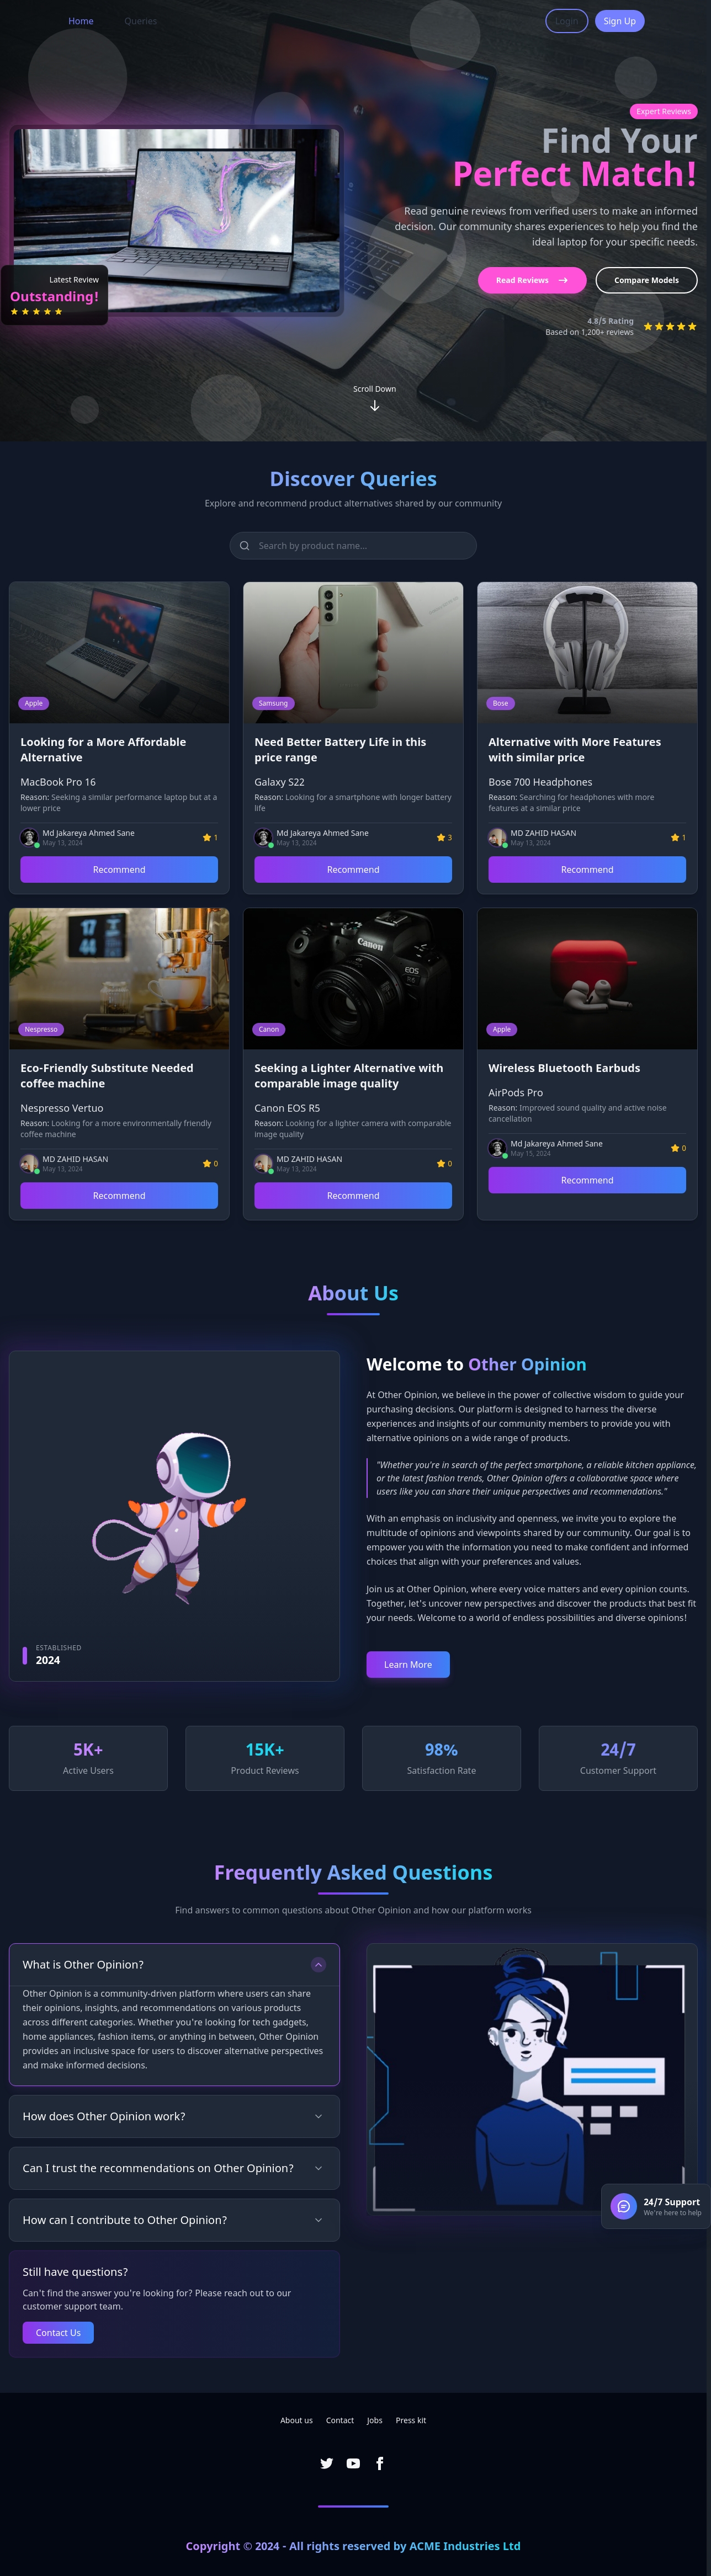 Home
Queries
Login
Sign Up
Expert Reviews
Find Your
Perfect Match!
Read genuine reviews from verified users to make an informed
decision. Our community shares experiences to help you find the
ideal laptop for your specific needs.
Read Reviews
Compare Models
4.8/5 Rating
Based on 1,200+ reviews
Latest Review
Outstanding!
Scroll Down
Discover Queries
Explore and recommend product alternatives shared by our community
Search by product name...
Apple
Looking for a More Affordable
Alternative
MacBook Pro 16
Reason: Seeking a similar performance laptop but at a
lower price
Md Jakareya Ahmed Sane
May 13, 2024
1
Recommend
Samsung
Need Better Battery Life in this
price range
Galaxy S22
Reason: Looking for a smartphone with longer battery
life
Md Jakareya Ahmed Sane
May 13, 2024
3
Recommend
Bose
Alternative with More Features
with similar price
Bose 700 Headphones
Reason: Searching for headphones with more
features at a similar price
MD ZAHID HASAN
May 13, 2024
1
Recommend
17
44
Nespresso
Eco-Friendly Substitute Needed
coffee machine
Nespresso Vertuo
Reason: Looking for a more environmentally friendly
coffee machine
MD ZAHID HASAN
May 13, 2024
0
Recommend
Canon
EOS
R5
Canon
Seeking a Lighter Alternative with
comparable image quality
Canon EOS R5
Reason: Looking for a lighter camera with comparable
image quality
MD ZAHID HASAN
May 13, 2024
0
Recommend
Apple
Wireless Bluetooth Earbuds
AirPods Pro
Reason: Improved sound quality and active noise
cancellation
Md Jakareya Ahmed Sane
May 15, 2024
0
Recommend
About Us
ESTABLISHED
2024
Welcome to Other Opinion
At Other Opinion, we believe in the power of collective wisdom to guide your
purchasing decisions. Our platform is designed to harness the diverse
experiences and insights of our community members to provide you with
alternative opinions on a wide range of products.
"Whether you're in search of the perfect smartphone, a reliable kitchen appliance,
or the latest fashion trends, Other Opinion offers a collaborative space where
users like you can share their unique perspectives and recommendations."
With an emphasis on inclusivity and openness, we invite you to explore the
multitude of opinions and viewpoints shared by our community. Our goal is to
empower you with the information you need to make confident and informed
choices that align with your preferences and values.
Join us at Other Opinion, where every voice matters and every opinion counts.
Together, let's uncover new perspectives and discover the products that best fit
your needs. Welcome to a world of endless possibilities and diverse opinions!
Learn More
5K+
Active Users
15K+
Product Reviews
98%
Satisfaction Rate
24/7
Customer Support
Frequently Asked Questions
Find answers to common questions about Other Opinion and how our platform works
What is Other Opinion?
Other Opinion is a community-driven platform where users can share
their opinions, insights, and recommendations on various products
across different categories. Whether you're looking for tech gadgets,
home appliances, fashion items, or anything in between, Other Opinion
provides an inclusive space for users to discover alternative perspectives
and make informed decisions.
How does Other Opinion work?
Can I trust the recommendations on Other Opinion?
How can I contribute to Other Opinion?
Still have questions?
Can't find the answer you're looking for? Please reach out to our
customer support team.
Contact Us
24/7 Support
We're here to help
About us
Contact
Jobs
Press kit
Copyright © 2024 - All rights reserved by ACME Industries Ltd